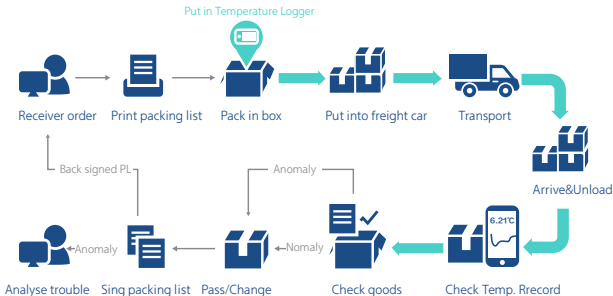 Put in Temperature Logger
Receiver order
Print packing list
Pack in box
Put into freight car
Transport
Back signed PL
Anomaly
Arrive&Unload
6.21℃
Anomaly
Nomaly
Analyse trouble
Sing packing list
Pass/Change
Check goods
Check Temp. Rrecord